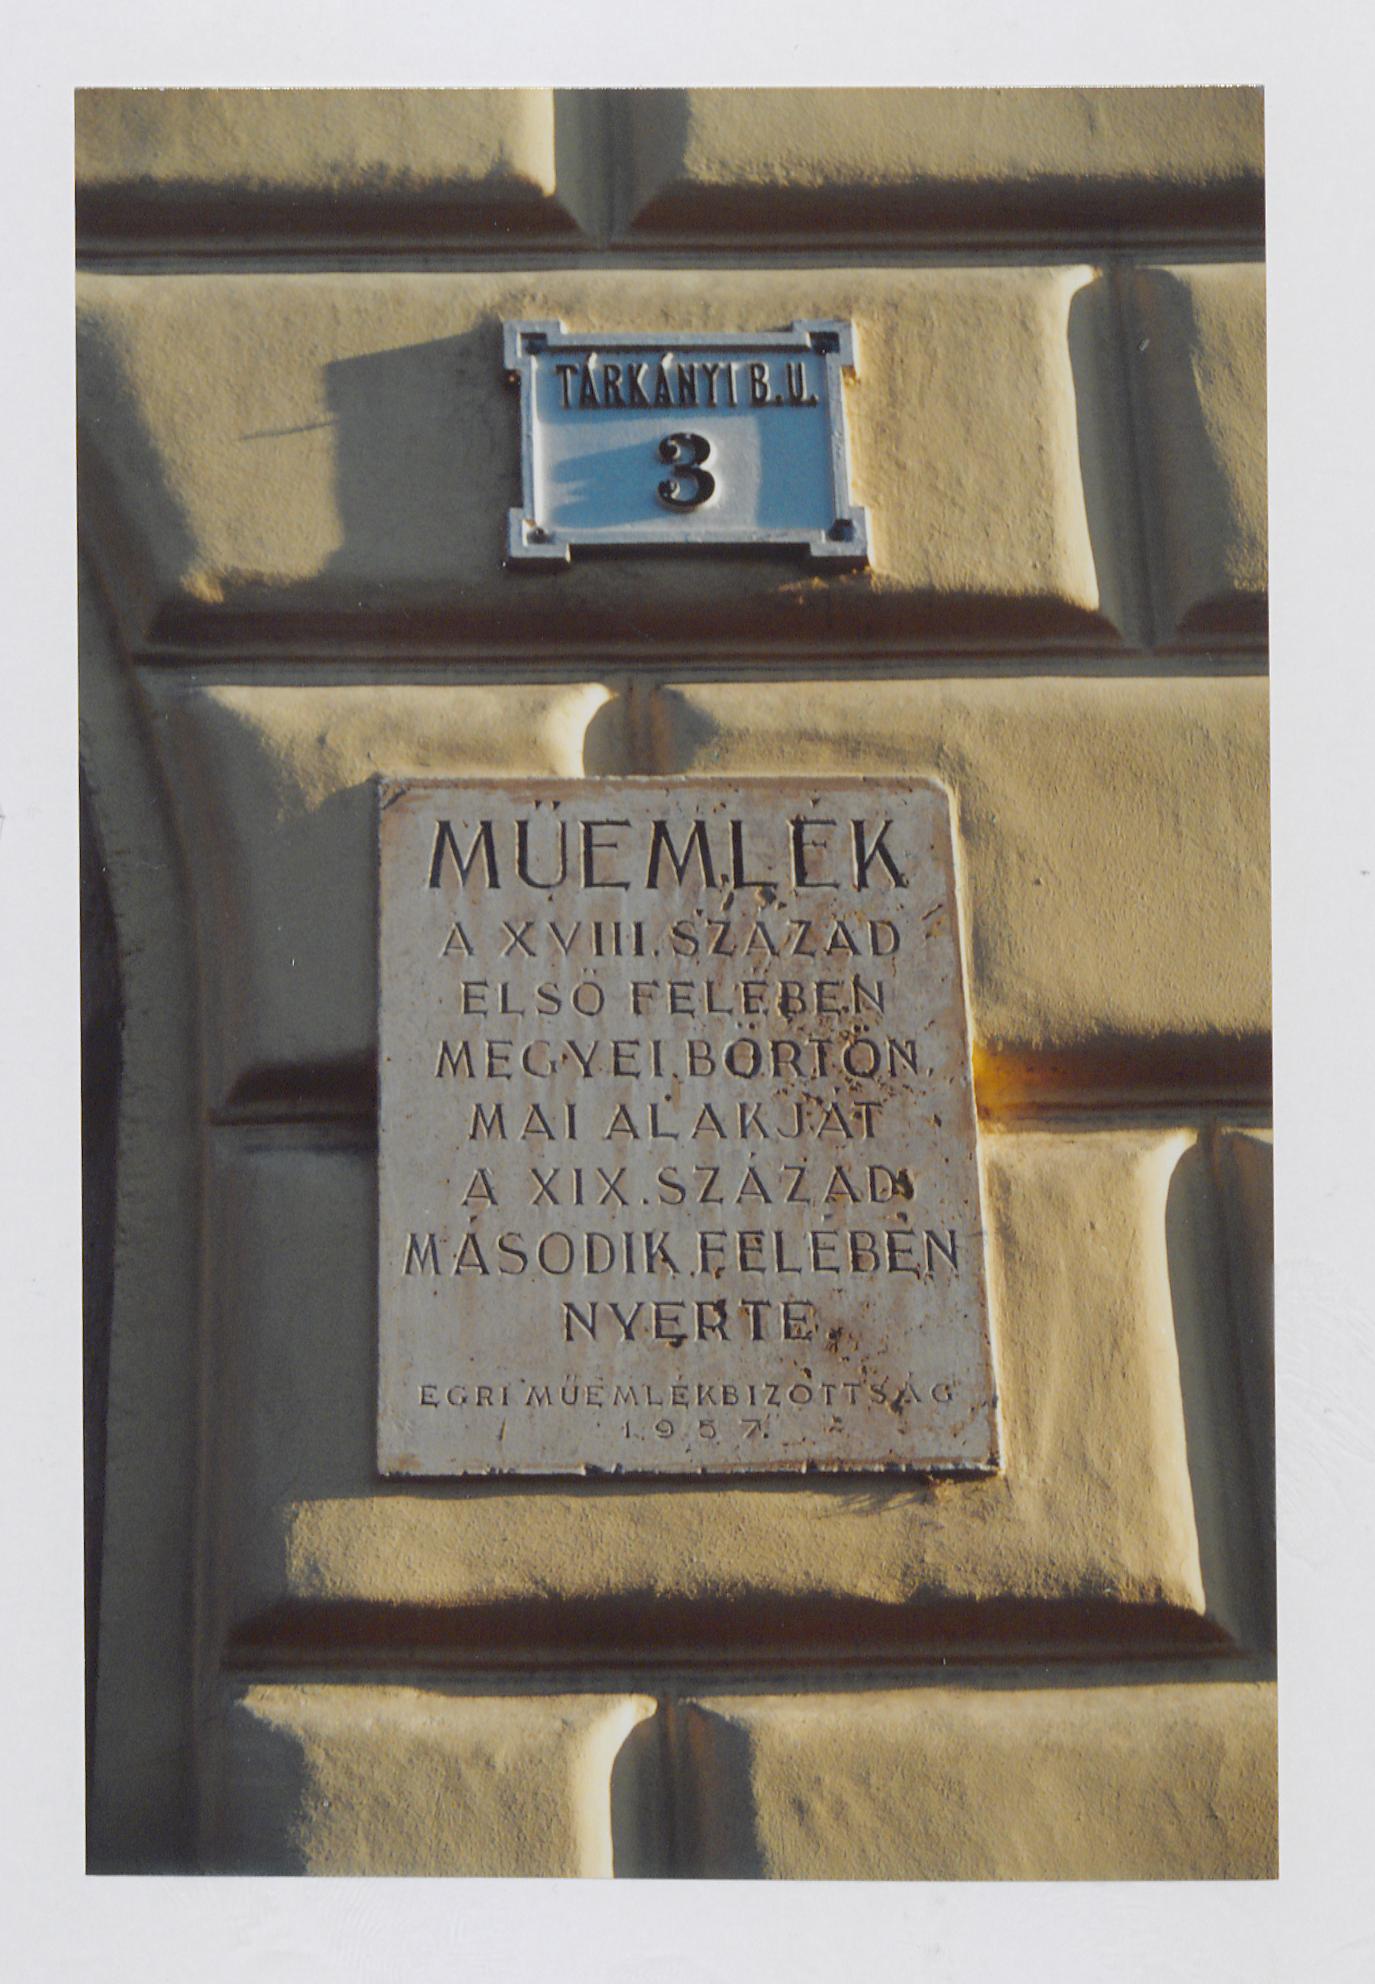 TÁRKÁNYI B. U.
3
MŰEMLÉK
A XVIII. SZÁZAD
ELSŐ FELÉBEN
MEGYEI BÖRTÖN,
MAI ALAKJÁT
A XIX. SZÁZAD
MÁSODIK FELÉBEN
NYERTE
EGRI MŰEMLÉKBIZOTTSÁG
1957.